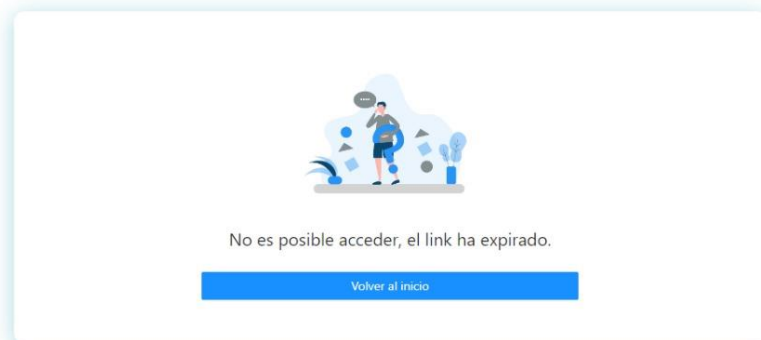 No es posible acceder, el link ha expirado.
Volver al inicio